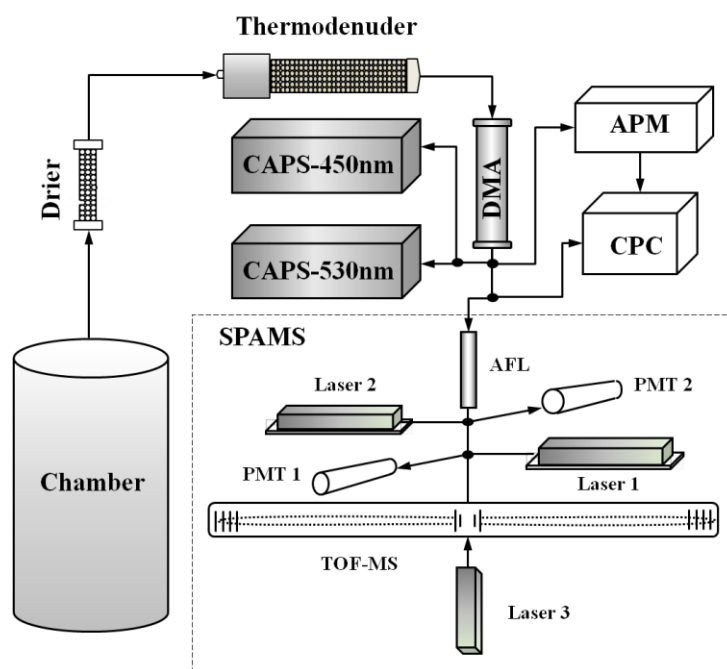 Thermodenuder
Drier
CAPS-450nm
DMA
APM
CAPS-530nm
CPC
SPAMS
AFL
Laser 2
PMT 2
Chamber
PMT 1
Laser 1
TOF-MS
Laser 3